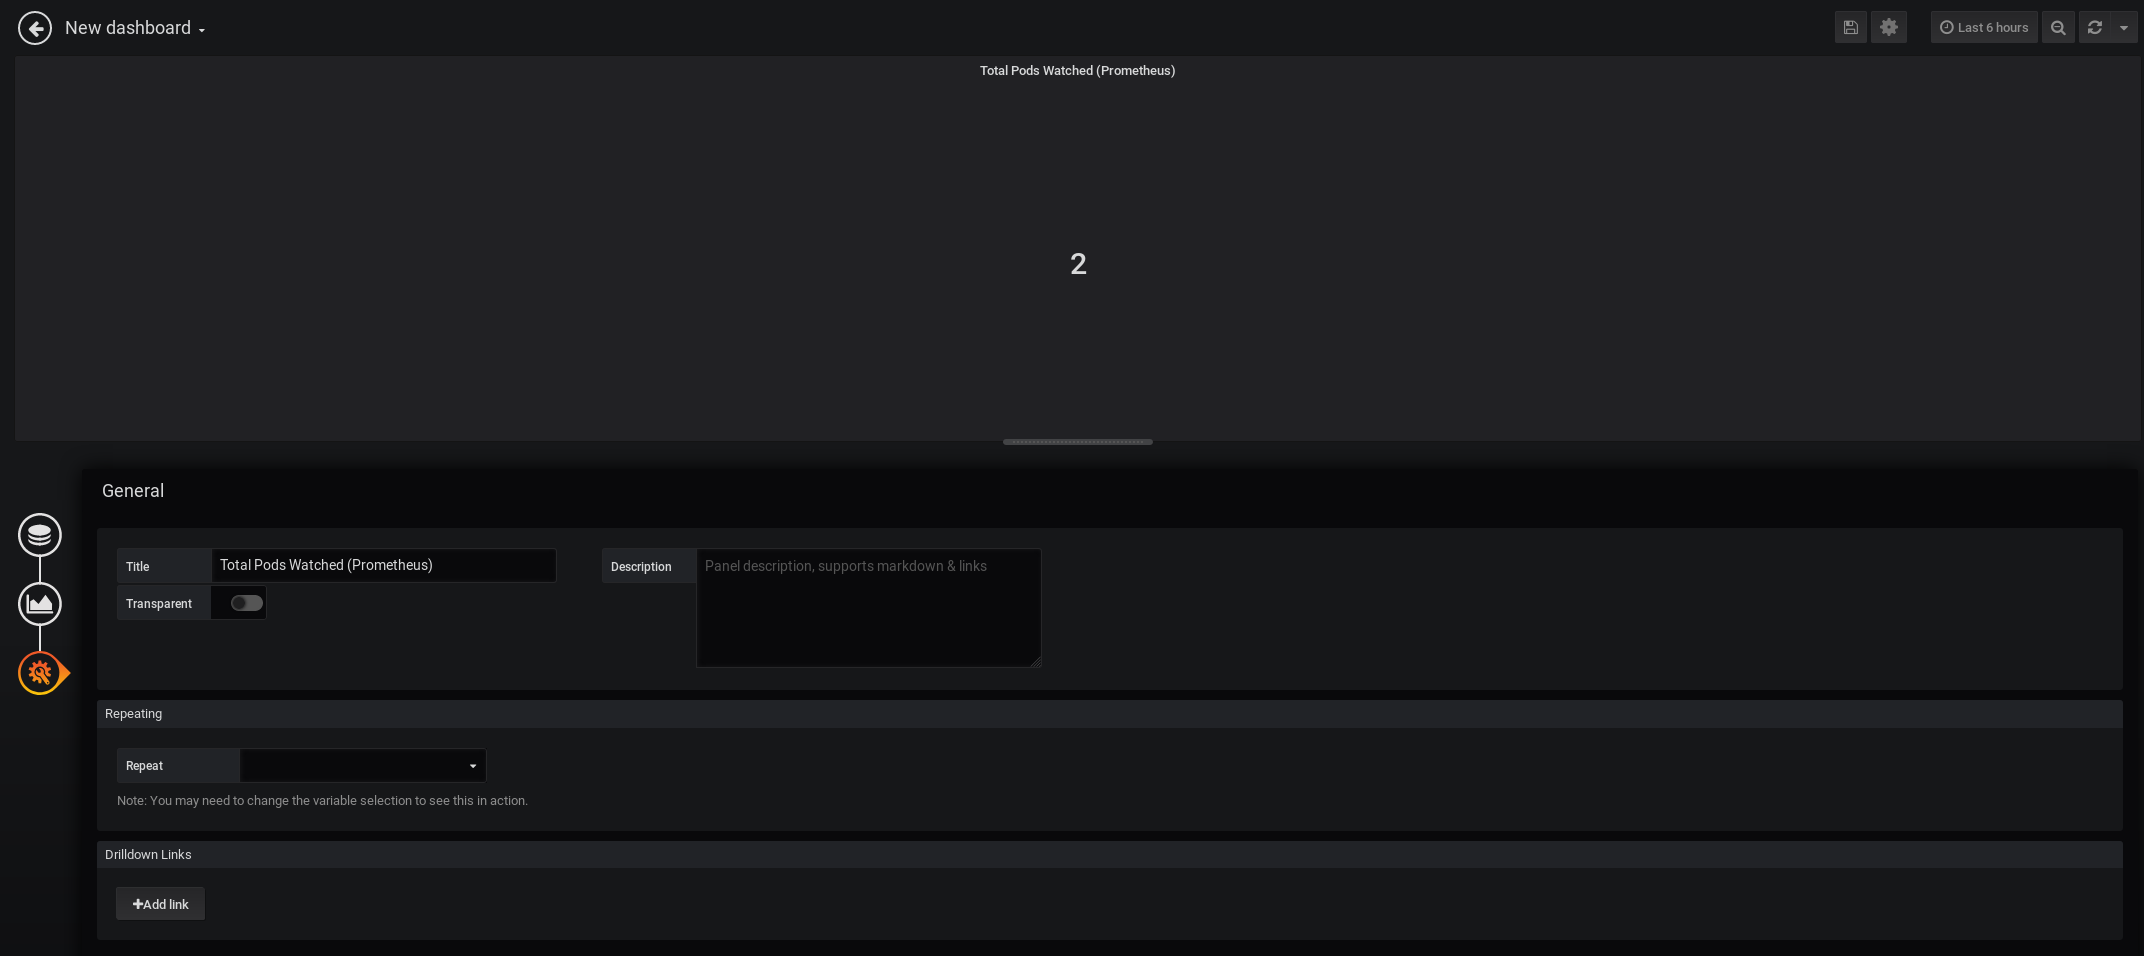 New dashboard
Last 6 hours
Total Pods Watched (Prometheus)
2
General
Title
Total Pods Watched (Prometheus)
Description
Panel description, supports markdown & links
Transparent
Repeating
Repeat
Note: You may need to change the variable selection to see this in action.
Drilldown Links
+Add link